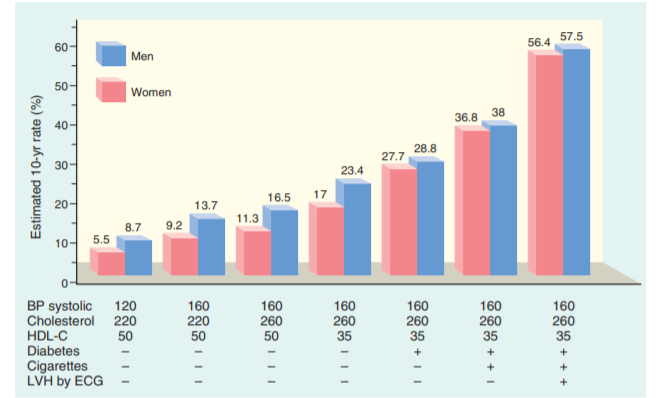 Estimated 10-yr rate (%)
60
50
40
30
20
10
0
Men
Women
5.5 8.7 9.2 13.7 11.3 16.5 17 23.4 27.7 28.8 36.8 38 56.4 57.5
BP systolic 120 160 160 160 160 160 160
Cholesterol 220 220 260 260 260 260 260
HDL-C 50 50 50 35 35 35 35
Diabetes – – – – + + +
Cigarettes – – – – – + +
LVH by ECG – – – – – – +